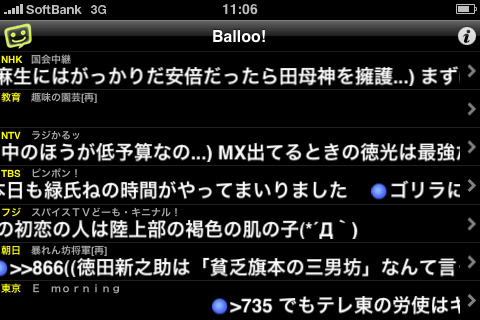 SoftBank 3G 11:06
Balloo!
NHK 国会中継
麻生にはがっかりだ安倍だったら田母神を擁護...) まず
教育 趣味の園芸[再]
NTV ラジかるッ
中のほうが低予算なの...) MX出てるときの徳光は最強
TBS ピンポン！
本日も緑氏ねの時間がやってまいりました ゴリラに
フジ スパイスＴＶどーも・キニナル！
の初恋の人は陸上部の褐色の肌の子(*´Д｀)
朝日 暴れん坊将軍[再]
>>866((徳田新之助は「貧乏旗本の三男坊」なんて言
東京 Ｅ ｍｏｒｎｉｎｇ
>735 でもテレ東の労使は